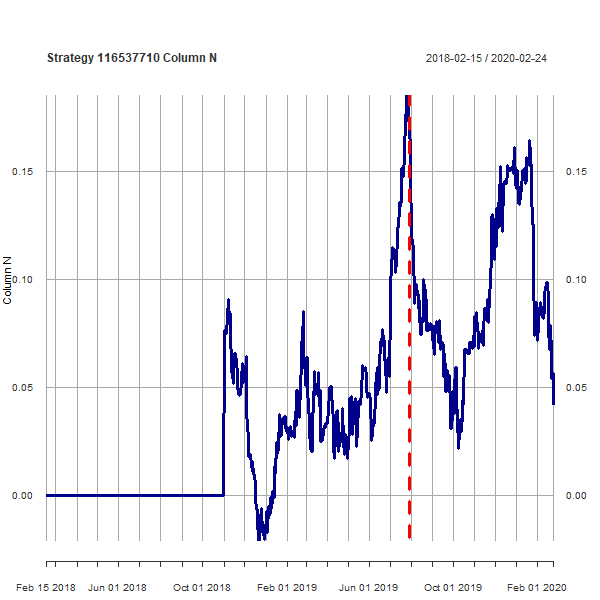 Strategy 116537710 Column N
2018-02-15 / 2020-02-24
0.15
0.15
0.10
0.10
Column N
0.05
0.05
0.00
0.00
Feb 15 2018
Jun 01 2018
Oct 01 2018
Feb 01 2019
Jun 01 2019
Oct 01 2019
Feb 01 2020